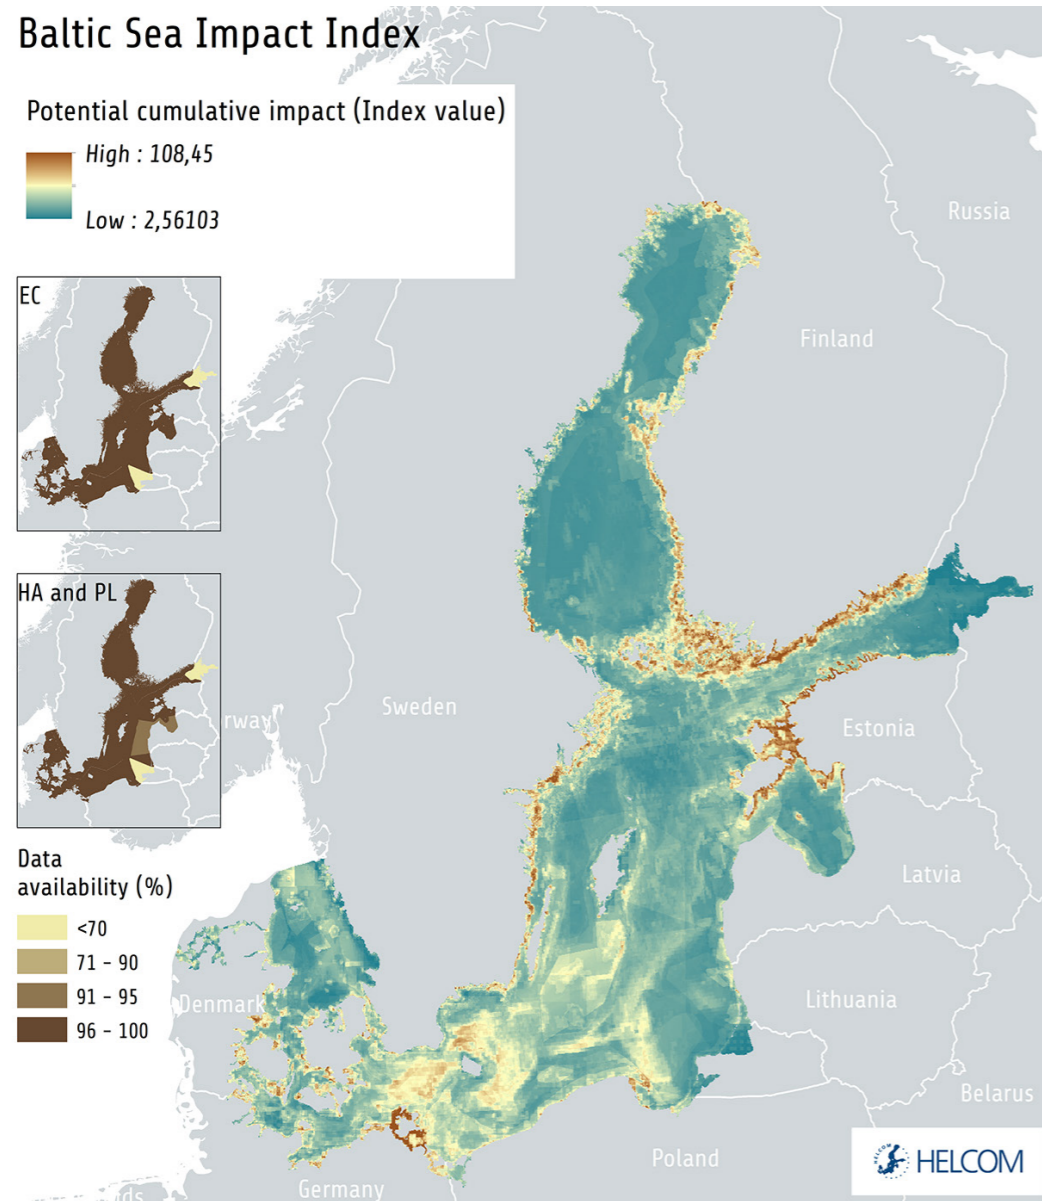 Baltic Sea Impact Index
Potential cumulative impact (Index value)
High : 108,45
Low : 2,56103
Russia
EC
Finland
HA and PL
rway
Sweden
Estonia
Data
availability (%)
<70
71 - 90
91 - 95
96 - 100
Latvia
Denmark
Lithuania
Belarus
Poland
HELCOM
Germany
ds